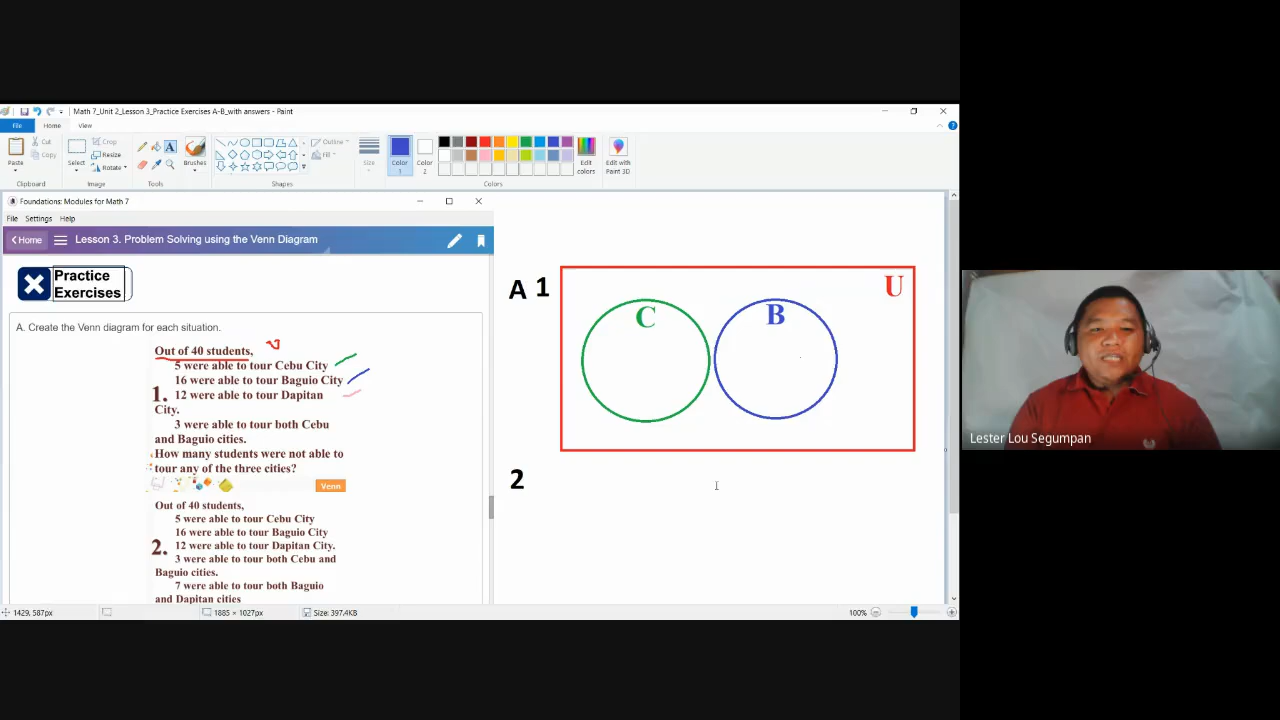 Math 7_Unit 2_Lesson 3_Practice Exercises A-B_with answers - Paint
File
Home
View
Paste
Cut
Copy
Clipboard
Select
Crop
Resize
Rotate
Image
A
Tools
Brushes
Outline
Fill
Shapes
Size
Color 1
Color 2
Edit colors
Colors
Edit with Paint 3D
Foundations: Modules for Math 7
File Settings Help
Home
Lesson 3. Problem Solving using the Venn Diagram
Practice
Exercises
A. Create the Venn diagram for each situation.
1.
Out of 40 students,
5 were able to tour Cebu City
16 were able to tour Baguio City
12 were able to tour Dapitan
City.
3 were able to tour both Cebu
and Baguio cities.
How many students were not able to
tour any of the three cities?
Venn
2.
Out of 40 students,
5 were able to tour Cebu City
16 were able to tour Baguio City
12 were able to tour Dapitan City.
3 were able to tour both Cebu and
Baguio cities.
7 were able to tour both Baguio
and Dapitan cities
A 1
U
C
B
2
Lester Lou Segumpan
1429, 587px
1885 × 1027px
Size: 397.4KB
100%